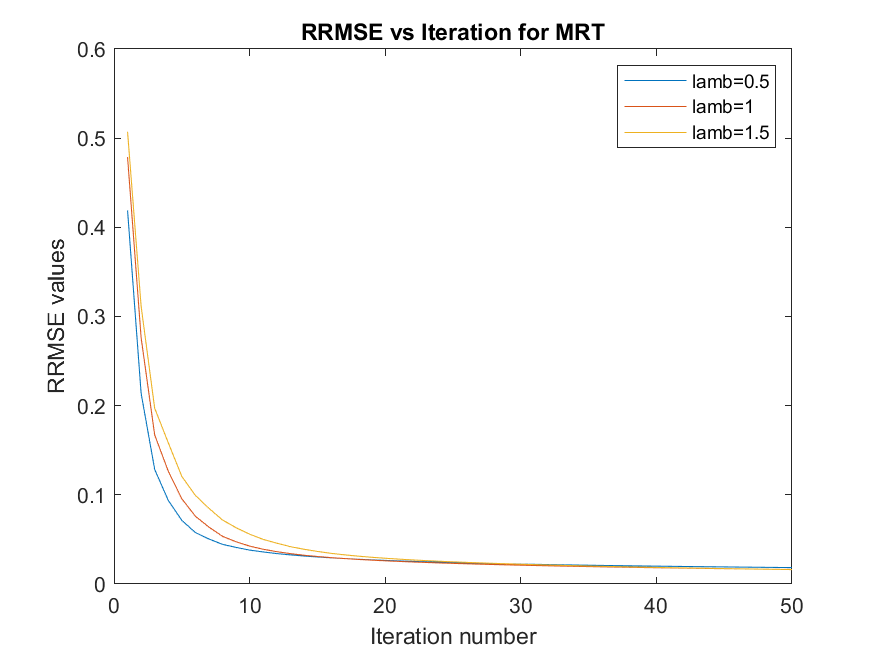 RRMSE vs Iteration for MRT
0.6
0.5
0.4
0.3
0.2
0.1
0
RRMSE values
lamb=0.5
lamb=1
lamb=1.5
0 10 20 30 40 50
Iteration number